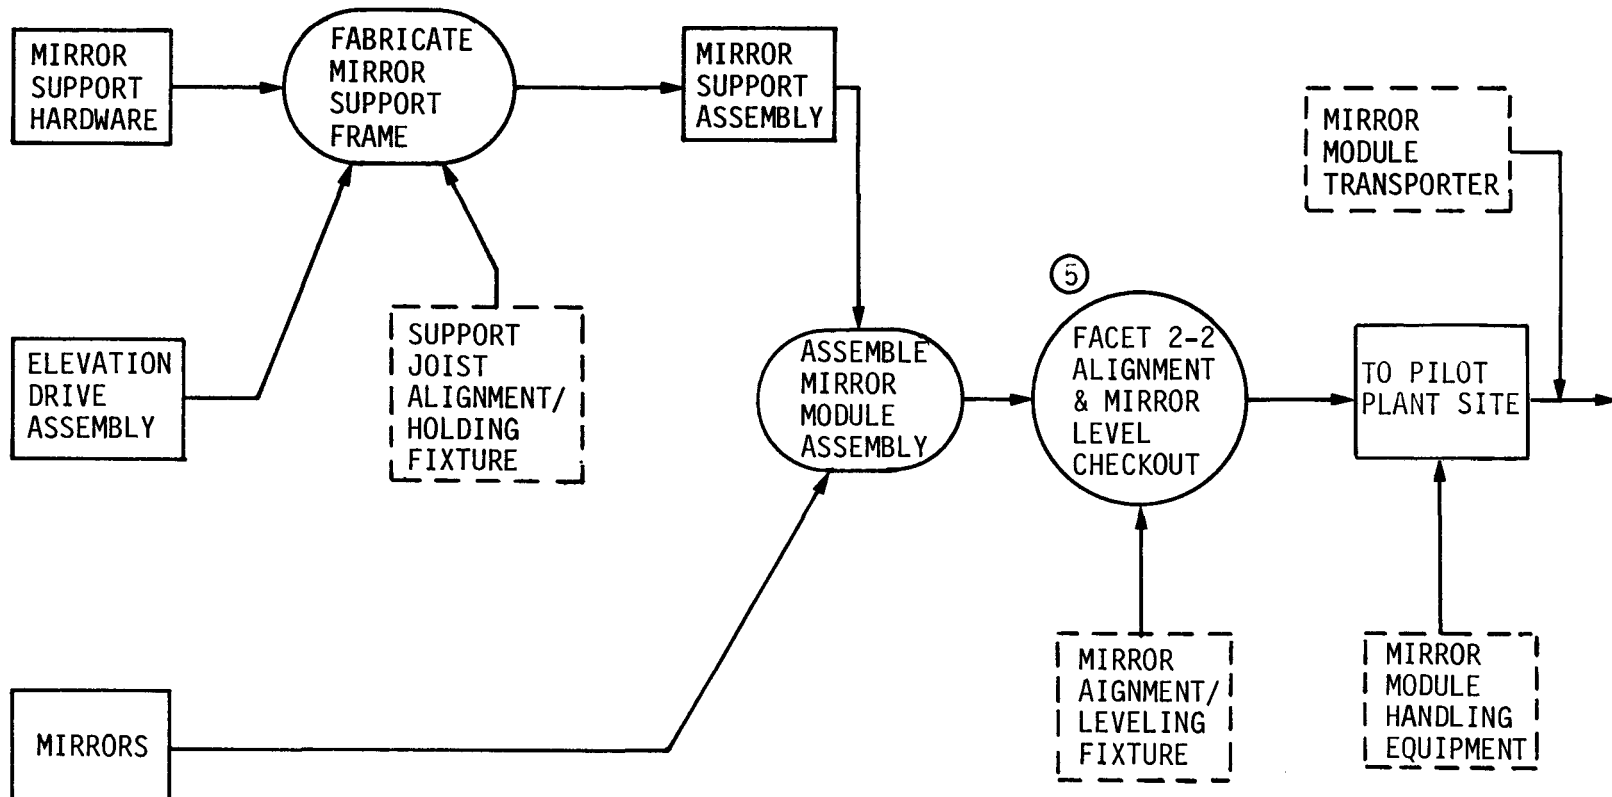 MIRROR
SUPPORT
HARDWARE
FABRICATE
MIRROR
SUPPORT
FRAME
MIRROR
SUPPORT
ASSEMBLY
MIRROR
MODULE
TRANSPORTER
ELEVATION
DRIVE
ASSEMBLY
SUPPORT
JOIST
ALIGNMENT/
HOLDING
FIXTURE
ASSEMBLE
MIRROR
MODULE
ASSEMBLY
5
FACET 2-2
ALIGNMENT
& MIRROR
LEVEL
CHECKOUT
TO PILOT
PLANT SITE
MIRRORS
MIRROR
AIGNMENT/
LEVELING
FIXTURE
MIRROR
MODULE
HANDLING
EQUIPMENT